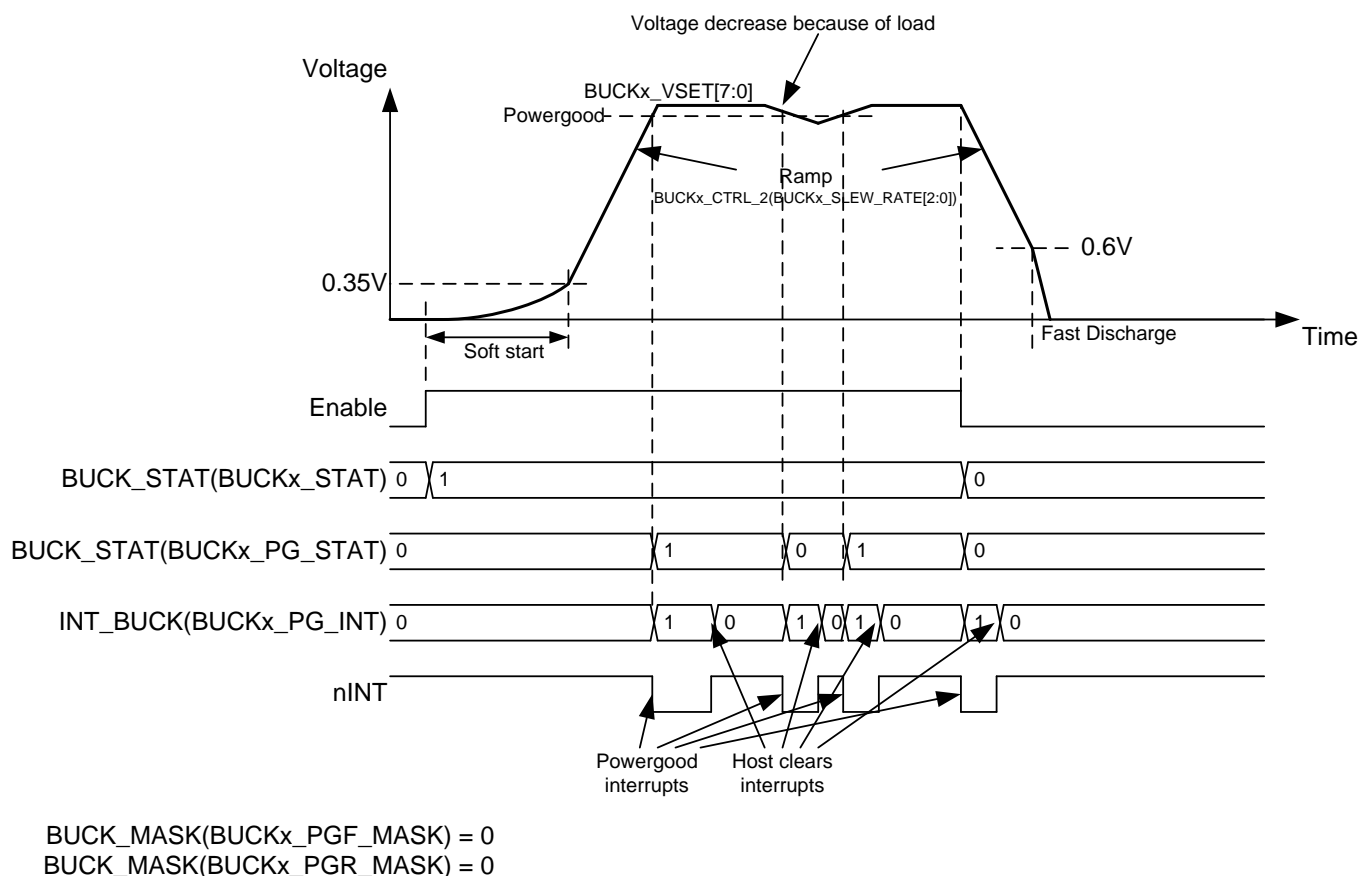 Voltage decrease because of load
Voltage
BUCKx_VSET[7:0]
Powergood
Ramp
BUCKx_CTRL_2(BUCKx_SLEW_RATE[2:0])
0.6V
0.35V
Soft start
Fast Discharge
Time
Enable
BUCK_STAT(BUCKx_STAT) 0 1 0
BUCK_STAT(BUCKx_PG_STAT) 0 1 0 1 0
INT_BUCK(BUCKx_PG_INT) 0 1 0 1 0 1 0 1 0
nINT
Powergood
interrupts
Host clears
interrupts
BUCK_MASK(BUCKx_PGF_MASK) = 0
BUCK_MASK(BUCKx_PGR_MASK) = 0